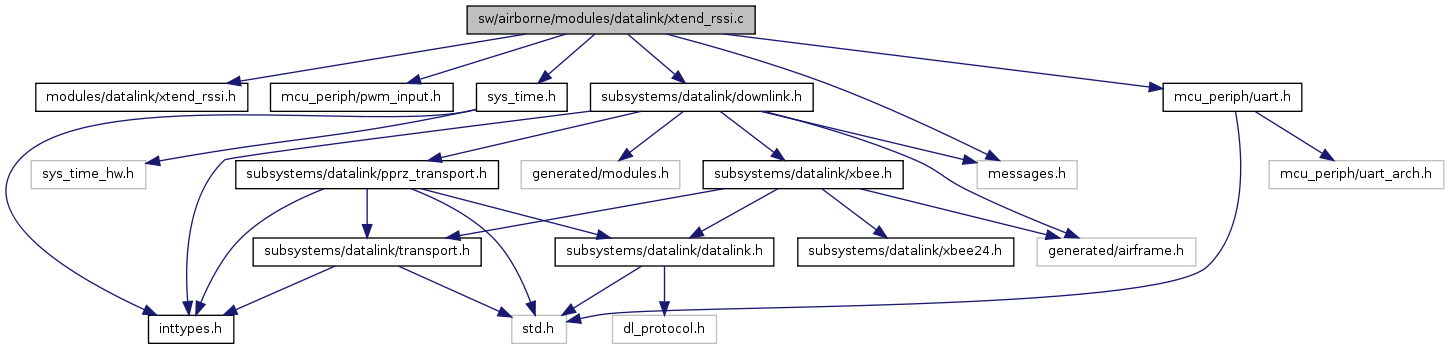 sw/airborne/modules/datalink/xtend_rssi.c
modules/datalink/xtend_rssi.h
mcu_periph/pwm_input.h
sys_time.h
subsystems/datalink/downlink.h
mcu_periph/uart.h
sys_time_hw.h
subsystems/datalink/pprz_transport.h
generated/modules.h
subsystems/datalink/xbee.h
messages.h
mcu_periph/uart_arch.h
subsystems/datalink/transport.h
subsystems/datalink/datalink.h
subsystems/datalink/xbee24.h
generated/airframe.h
inttypes.h
std.h
dl_protocol.h